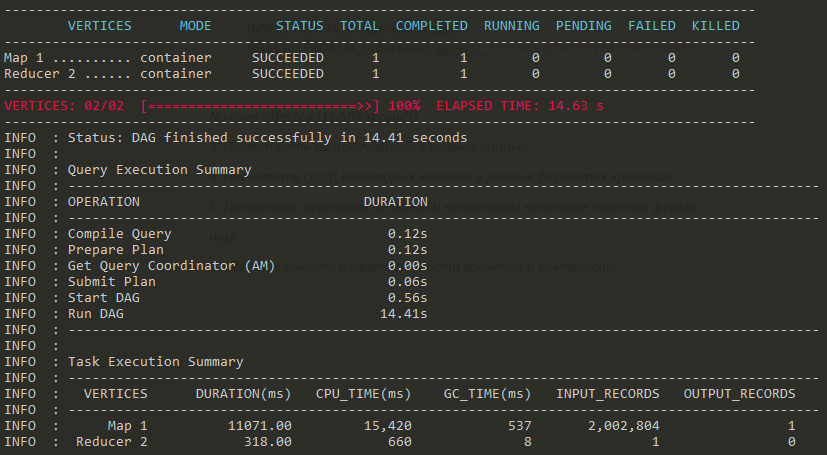 --------------------------------------------------------------------------------------
VERTICES MODE STATUS TOTAL COMPLETED RUNNING PENDING FAILED KILLED
--------------------------------------------------------------------------------------
Map 1 .......... container SUCCEEDED 1 1 0 0 0 0
Reducer 2 ...... container SUCCEEDED 1 1 0 0 0 0
--------------------------------------------------------------------------------------
VERTICES: 02/02 [==========================>>] 100% ELAPSED TIME: 14.63 s
--------------------------------------------------------------------------------------
INFO : Status: DAG finished successfully in 14.41 seconds
INFO :
INFO : Query Execution Summary
INFO : ----------------------------------------------------------------------------------------------
INFO : OPERATION DURATION
INFO : ----------------------------------------------------------------------------------------------
INFO : Compile Query 0.12s
INFO : Prepare Plan 0.12s
INFO : Get Query Coordinator (AM) 0.00s
INFO : Submit Plan 0.06s
INFO : Start DAG 0.56s
INFO : Run DAG 14.41s
INFO : ----------------------------------------------------------------------------------------------
INFO :
INFO : Task Execution Summary
INFO : ----------------------------------------------------------------------------------------------
INFO : VERTICES DURATION(ms) CPU_TIME(ms) GC_TIME(ms) INPUT_RECORDS OUTPUT_RECORDS
INFO : ----------------------------------------------------------------------------------------------
INFO : Map 1 11071.00 15,420 537 2,002,804 1
INFO : Reducer 2 318.00 660 8 1 0